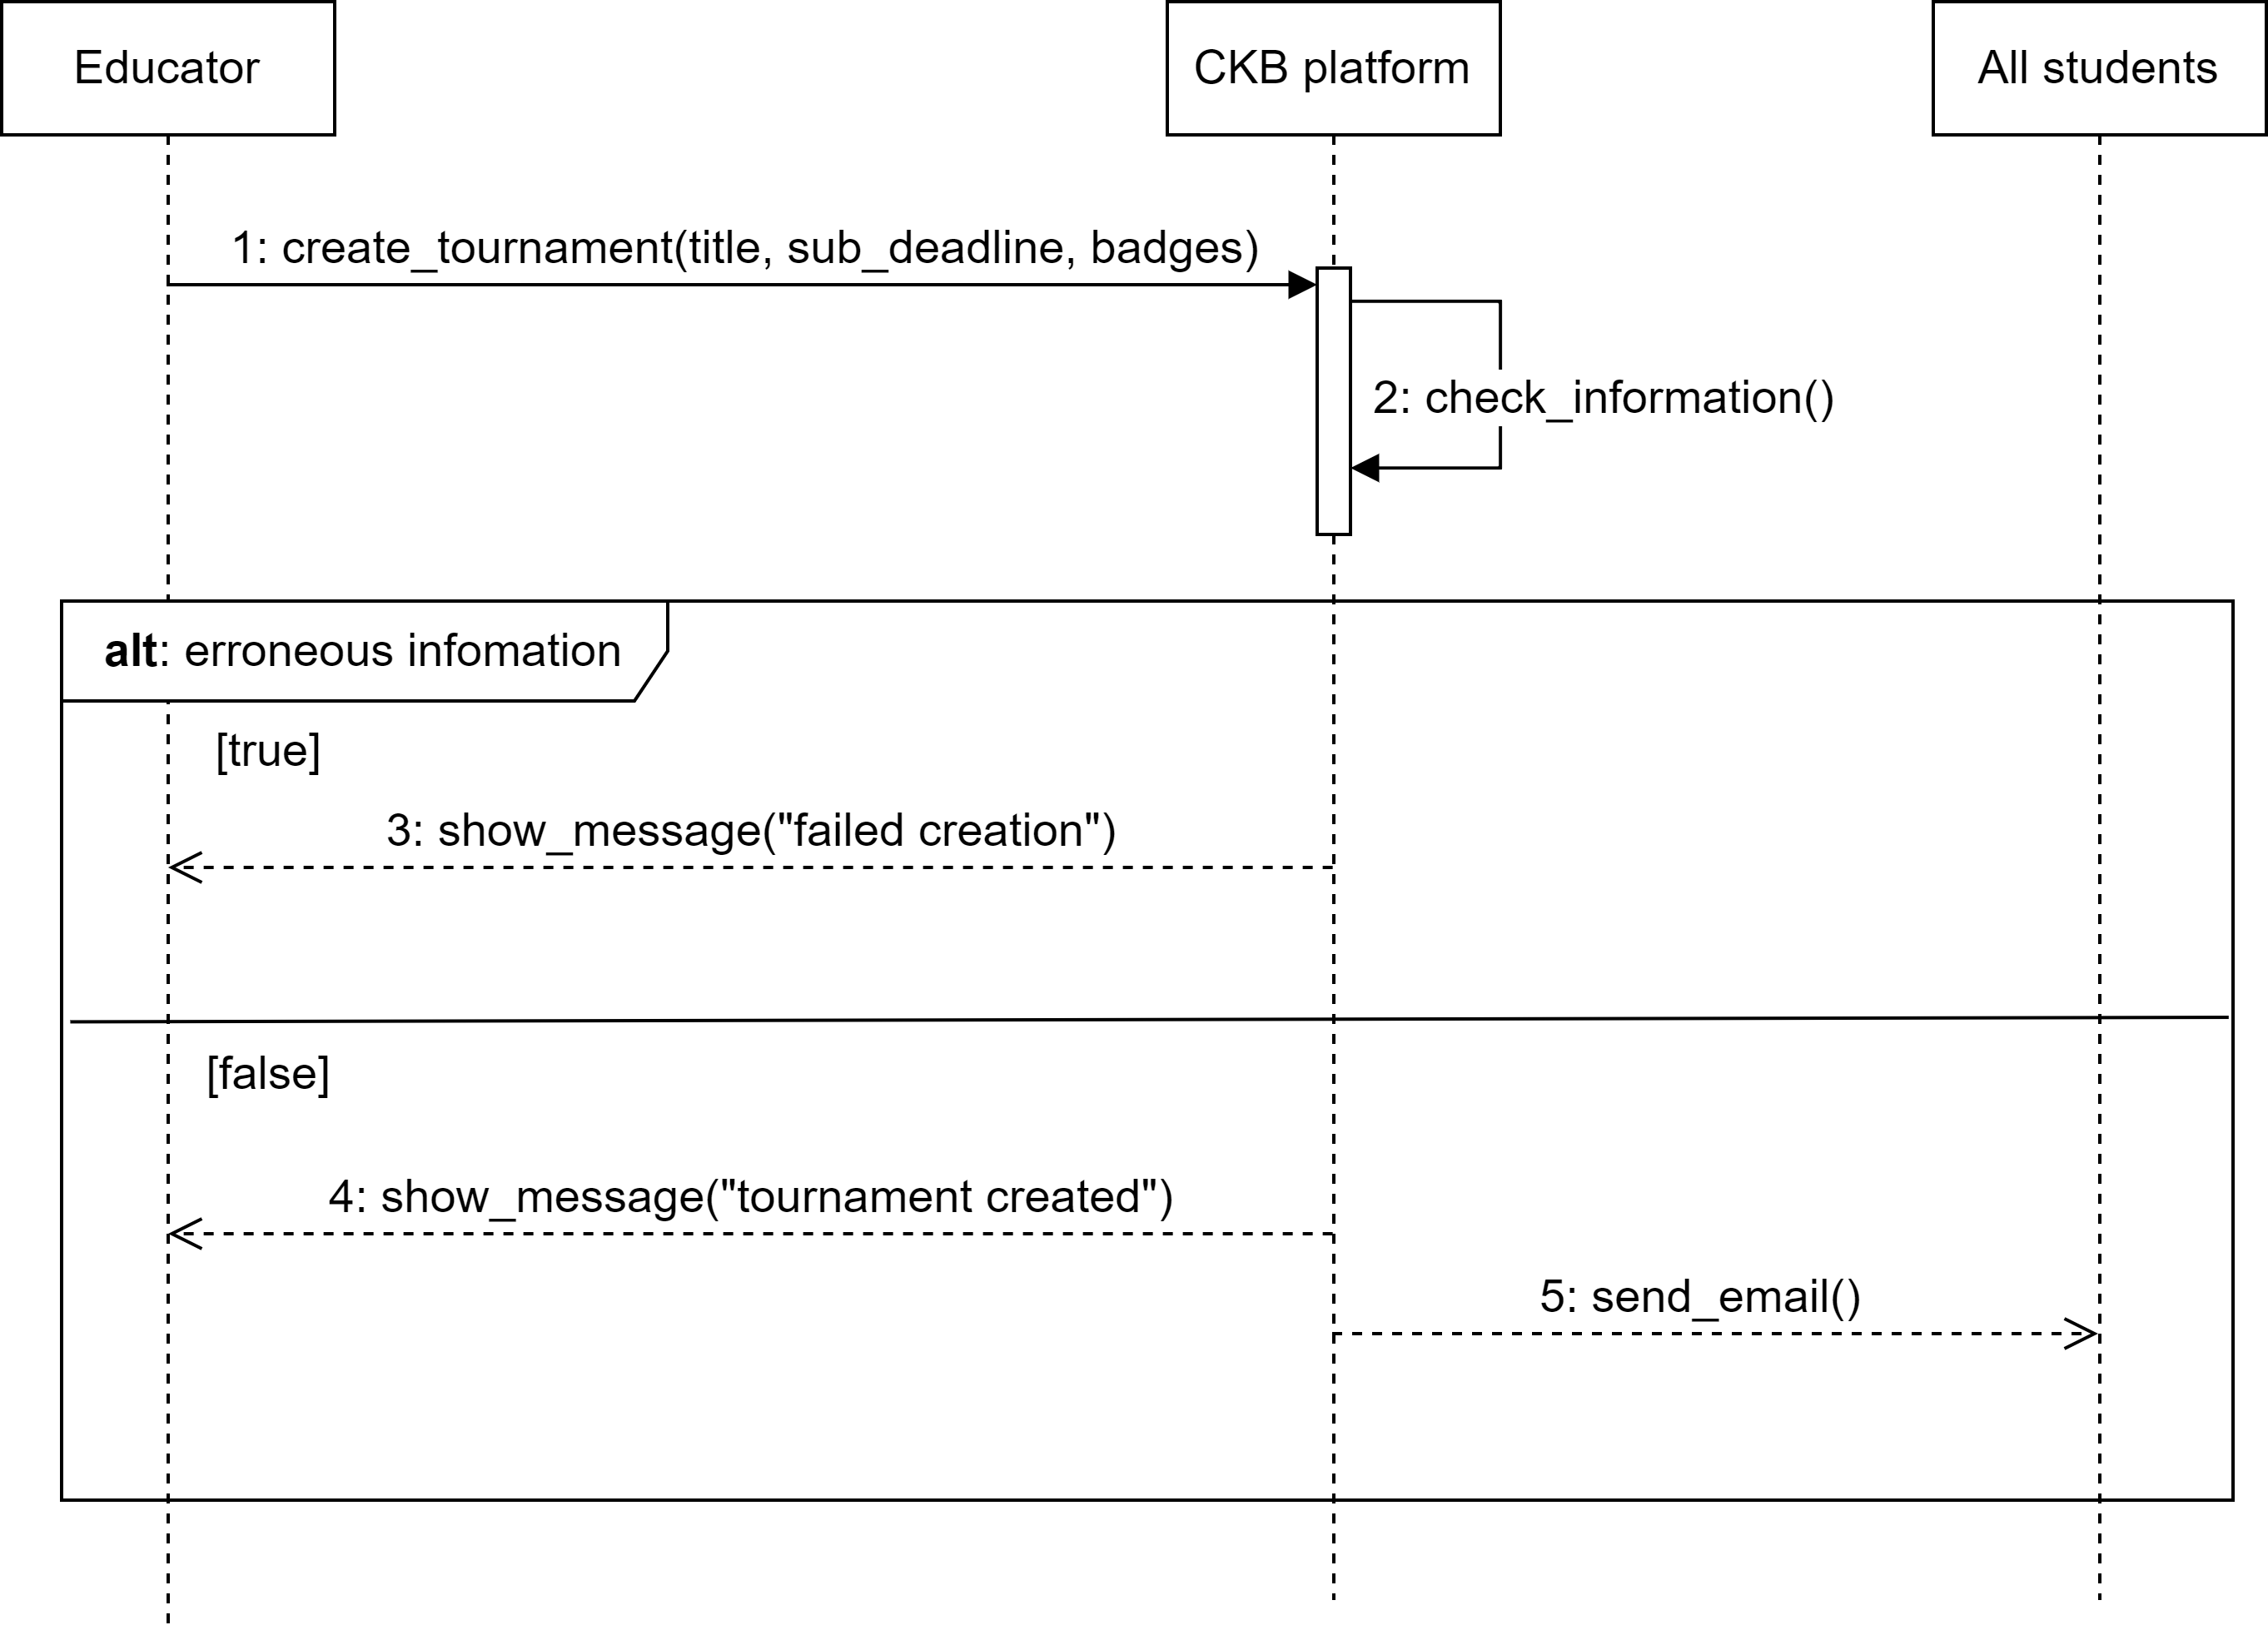 Educator
CKB platform
All students
1: create_tournament(title, sub_deadline, badges)
2: check_information()
alt: erroneous infomation
[true]
3: show_message("failed creation")
[false]
4: show_message("tournament created")
5: send_email()